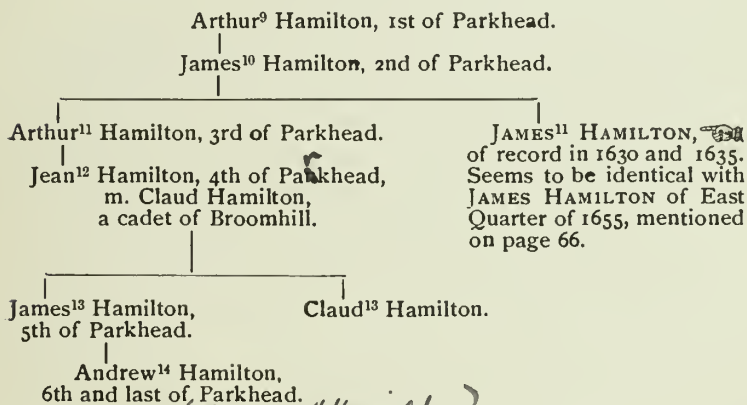 Arthur⁹ Hamilton, 1st of Parkhead.
James¹⁰ Hamilton, 2nd of Parkhead.
Arthur¹¹ Hamilton, 3rd of Parkhead.
Jean¹² Hamilton, 4th of Parkhead,
m. Claud Hamilton,
a cadet of Broomhill.
JAMES¹¹ HAMILTON,
of record in 1630 and 1635.
Seems to be identical with
JAMES HAMILTON of East
Quarter of 1655, mentioned
on page 66.
James¹³ Hamilton,
5th of Parkhead.
Claud¹³ Hamilton.
Andrew¹⁴ Hamilton,
6th and last of Parkhead.